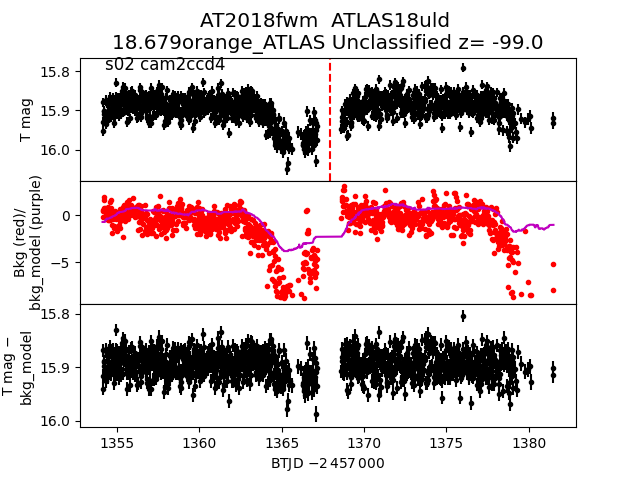 AT2018fwm  ATLAS18uld
18.679orange_ATLAS Unclassified z= -99.0
s02 cam2ccd4
15.8
15.9
16.0
T mag
0
−5
Bkg (red)/
bkg_model (purple)
15.8
15.9
16.0
T mag −
bkg_model
1355 1360 1365 1370 1375 1380
BTJD −2 457 000